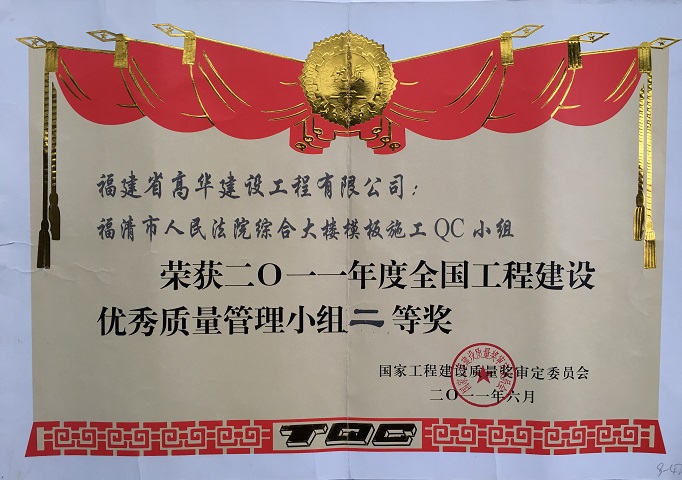 福建省高华建设工程有限公司：
福清市人民法院综合大楼模板施工QC小组
荣获二〇一一年度全国工程建设
优秀质量管理小组二等奖
国家工程建设质量奖审定委员会
二〇一一年六月
TQC